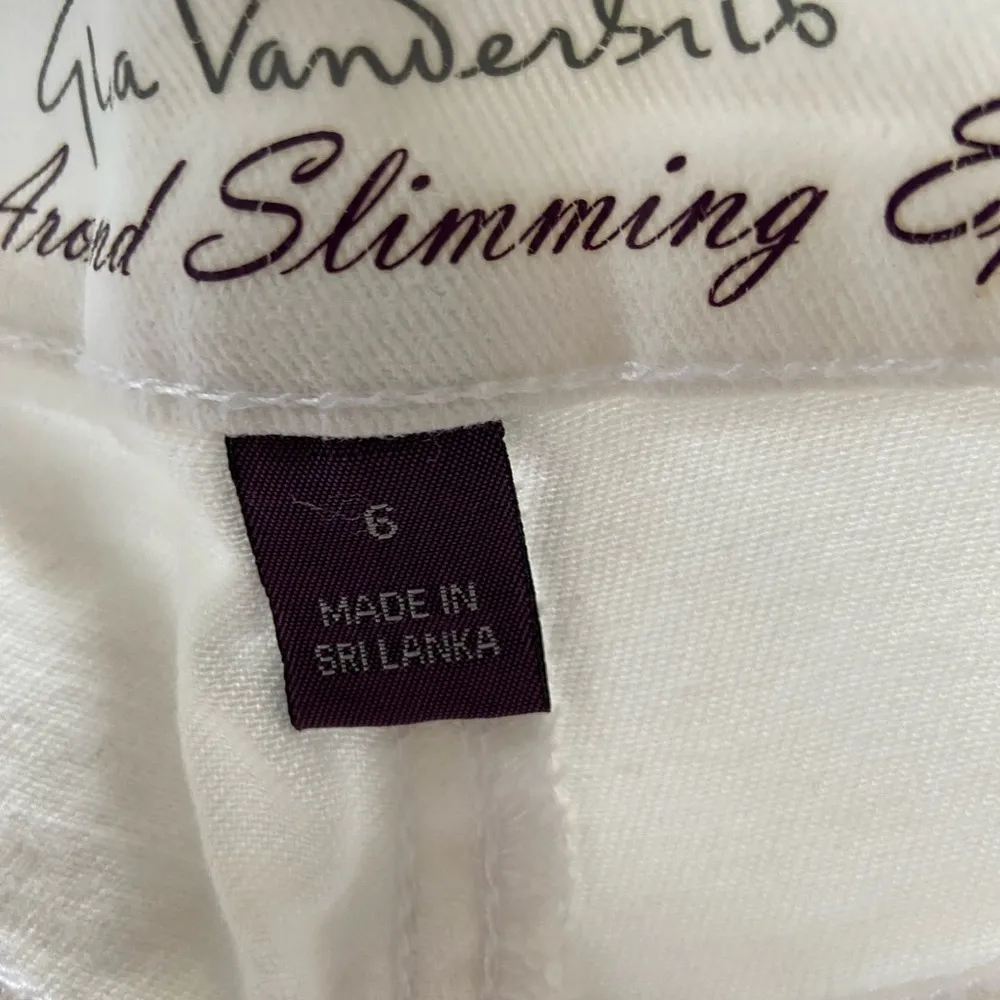 Gla Vanderbilt
Arond Slimming
6
MADE IN
SRI LANKA